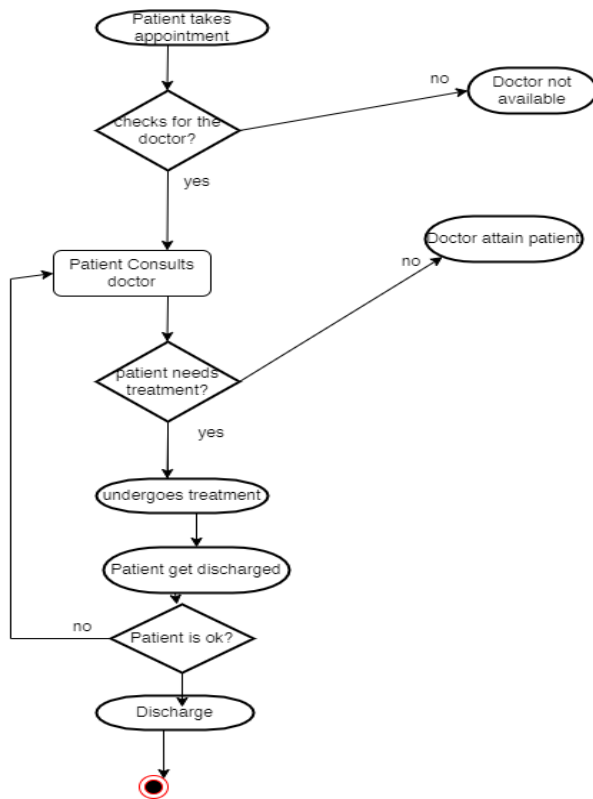 Patient takes
appointment
no
Doctor not
available
checks for the
doctor?
yes
Patient Consults
doctor
Doctor attain patient
no
patient needs
treatment?
yes
undergoes treatment
Patient get discharged
no
Patient is ok?
Discharge